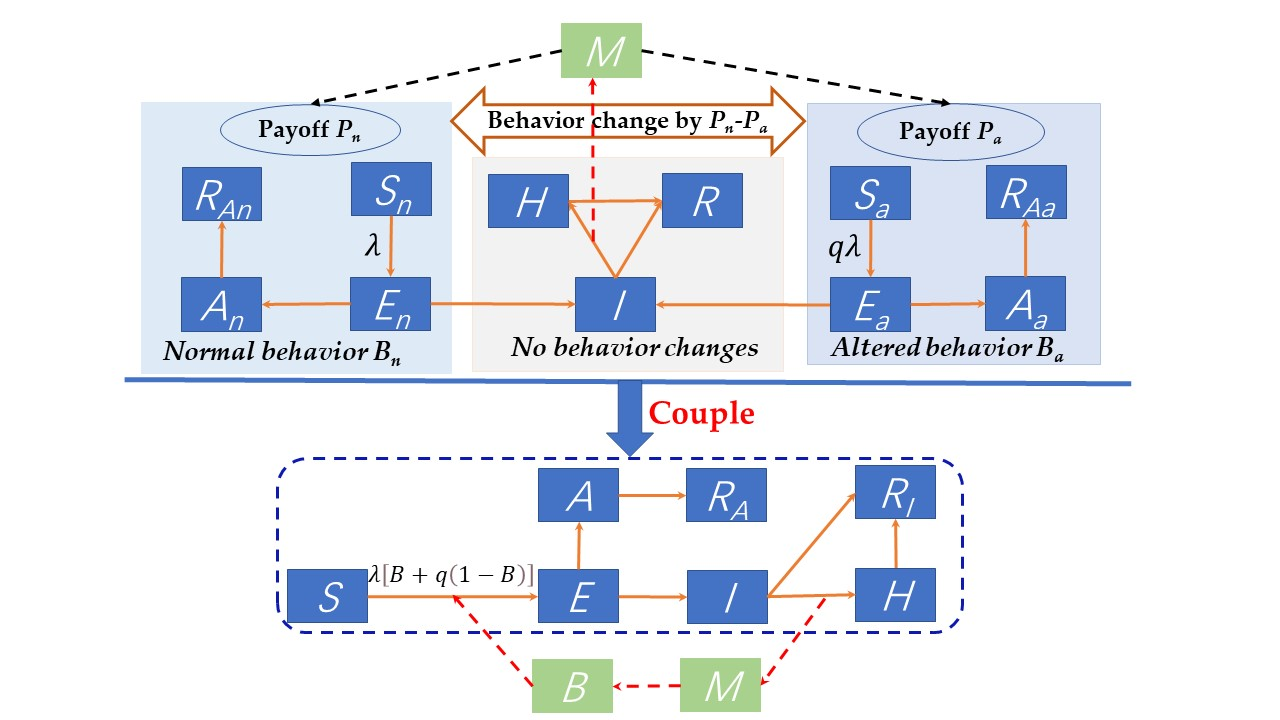 M
Payoff Pn
Behavior change by Pn-Pa
Payoff Pa
RAn
Sn
H
R
Sa
RAa
λ
qλ
An
En
I
Ea
Aa
Normal behavior Bn
No behavior changes
Altered behavior Ba
Couple
A
RA
RI
λ[B + q(1 − B)]
S
E
I
H
B
M